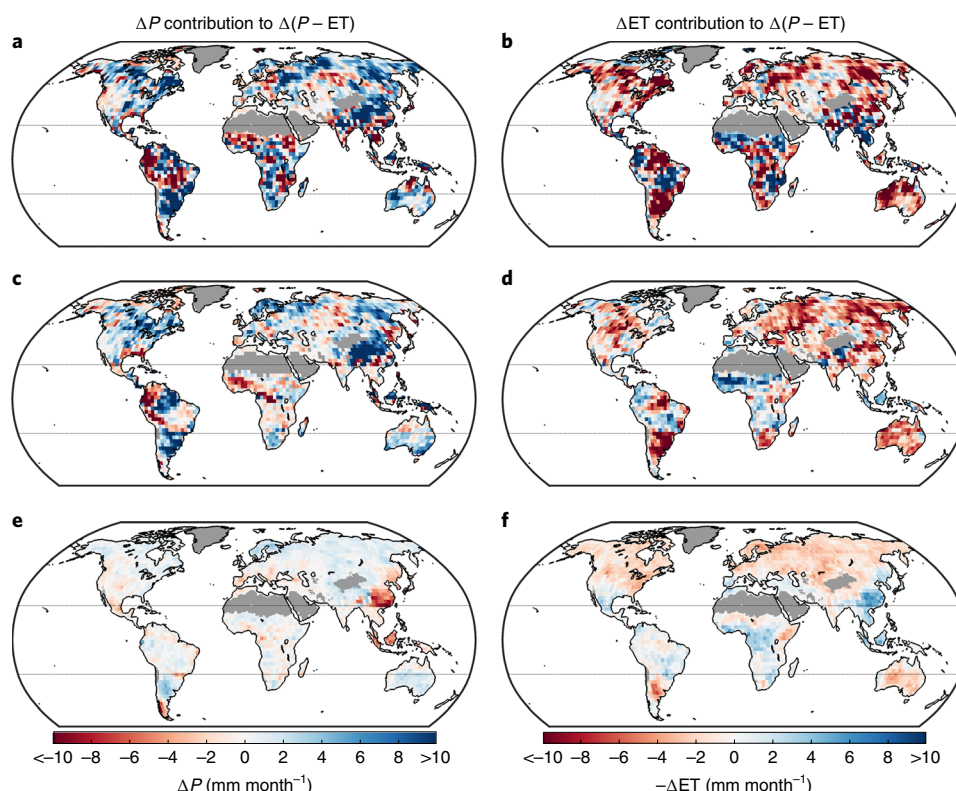 ΔP contribution to Δ(P – ET)
ΔET contribution to Δ(P – ET)
a
b
c
d
e
f
<–10 –8 –6 –4 –2 0 2 4 6 8 >10
ΔP (mm month⁻¹)
<–10 –8 –6 –4 –2 0 2 4 6 8 >10
–ΔET (mm month⁻¹)